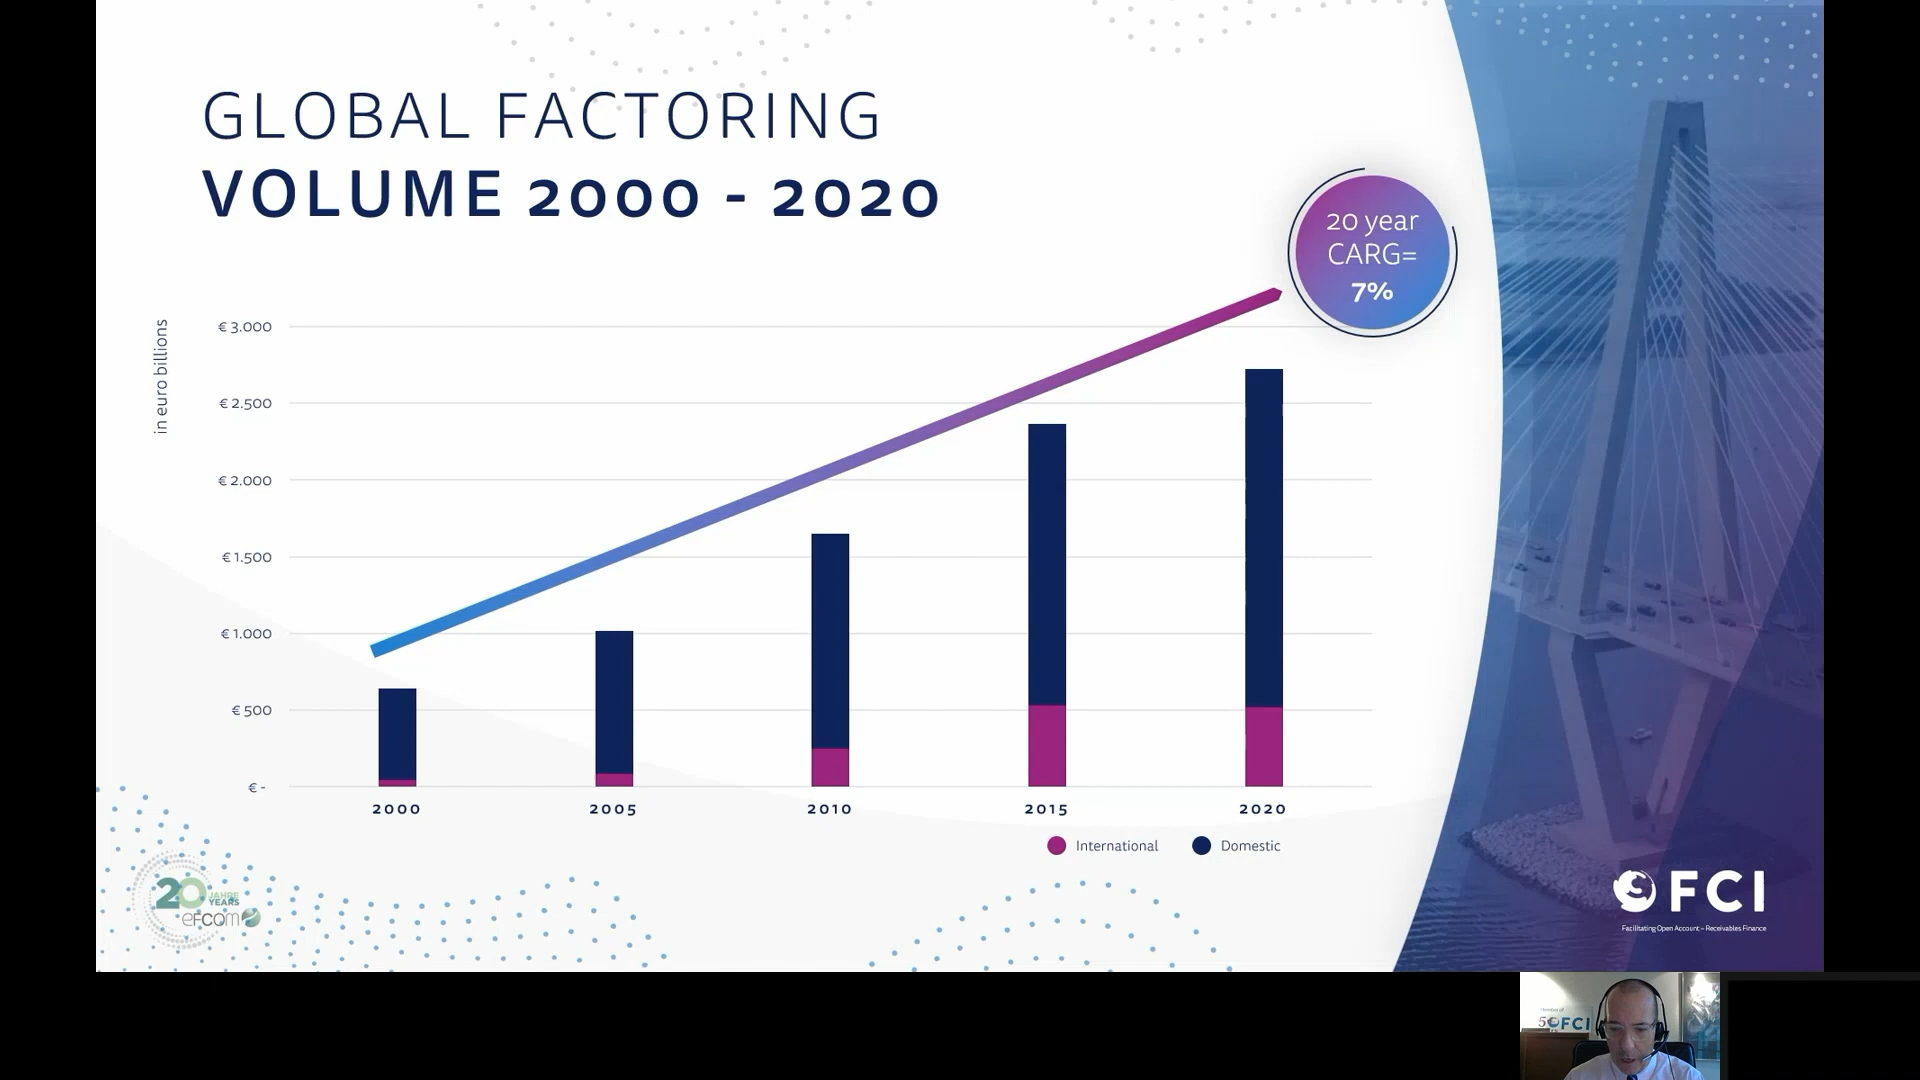 GLOBAL FACTORING
VOLUME 2000 - 2020
20 year
CARG=
7%
in euro billions
€ 3.000
€ 2.500
€ 2.000
€ 1.500
€ 1.000
€ 500
€ -
2000
2005
2010
2015
2020
International
Domestic
20 JAHRE
YEARS
eFCOM
FCI
Facilitating Open Account – Receivables Finance
FCI